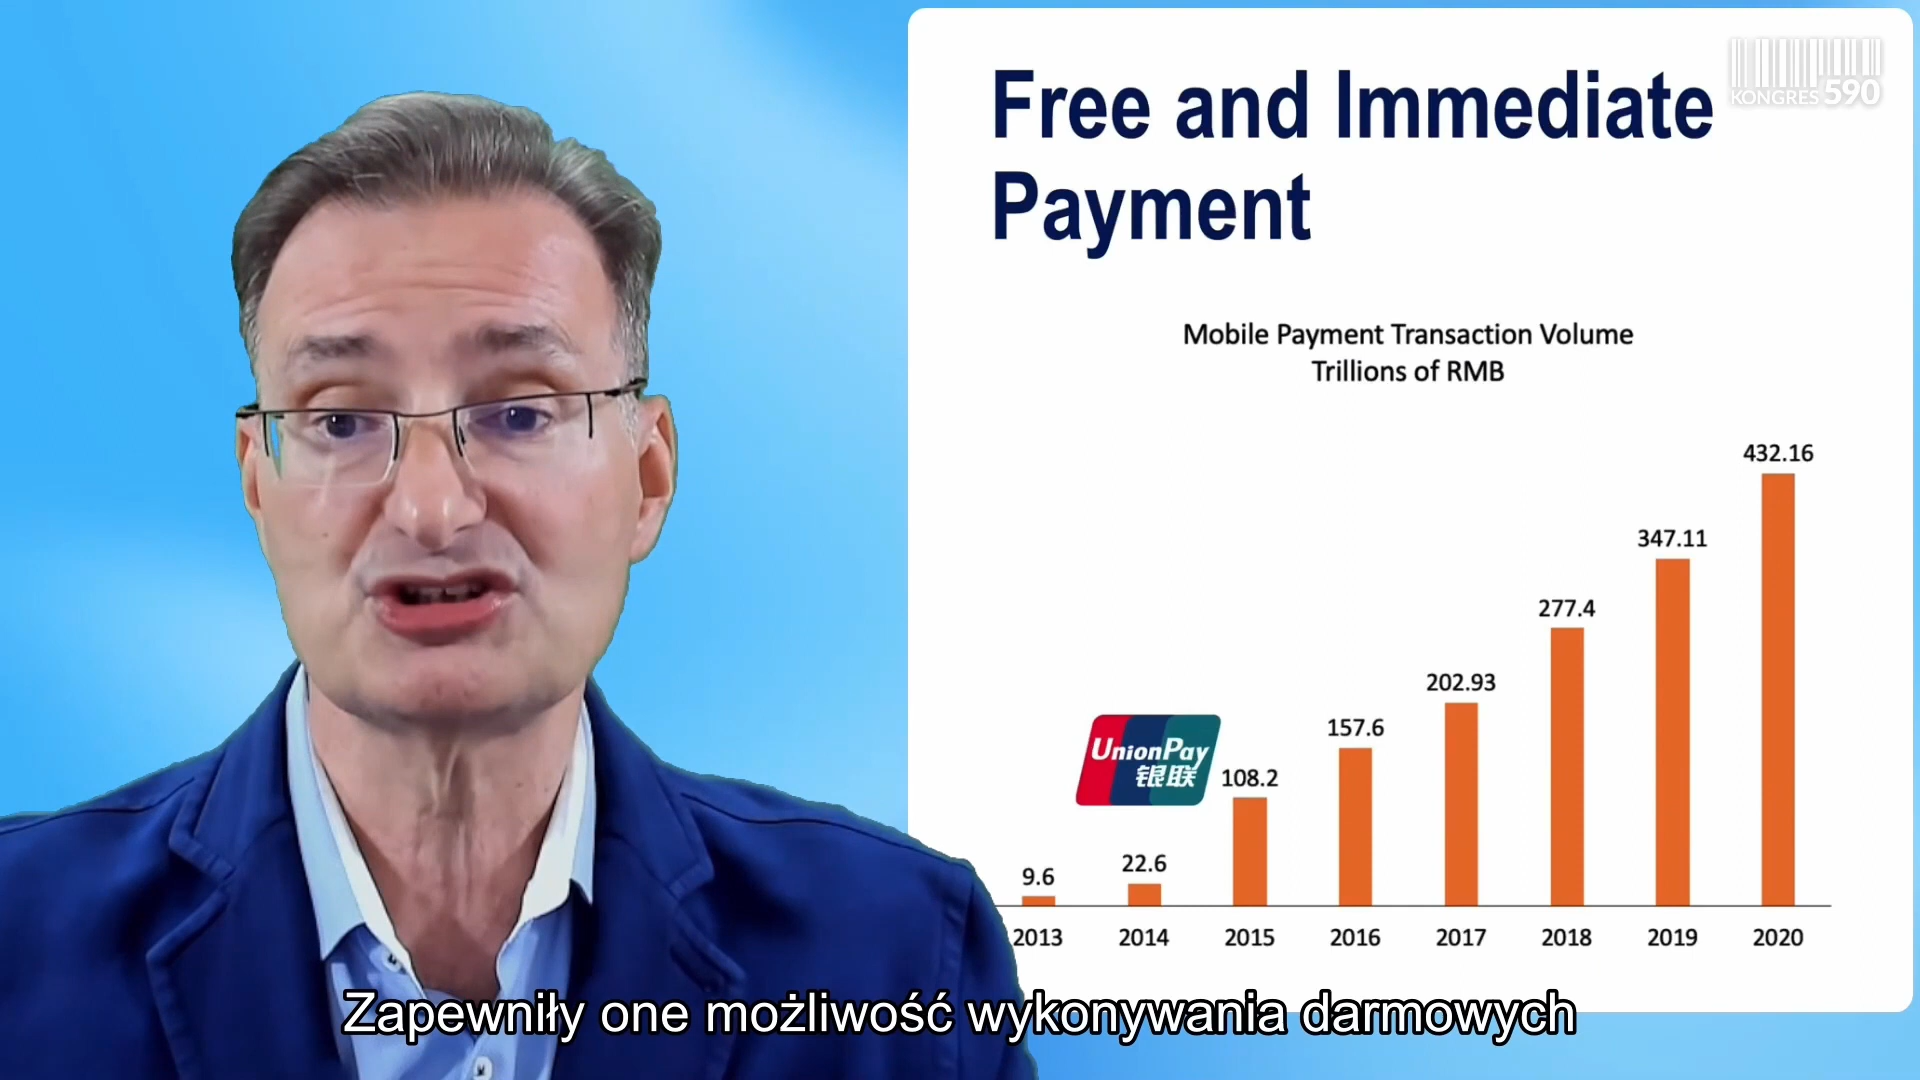 KONGRES 590
Free and Immediate
Payment
Mobile Payment Transaction Volume
Trillions of RMB
432.16
347.11
277.4
202.93
157.6
108.2
22.6
9.6
UnionPay
银联
2013 2014 2015 2016 2017 2018 2019 2020
Zapewniły one możliwość wykonywania darmowych